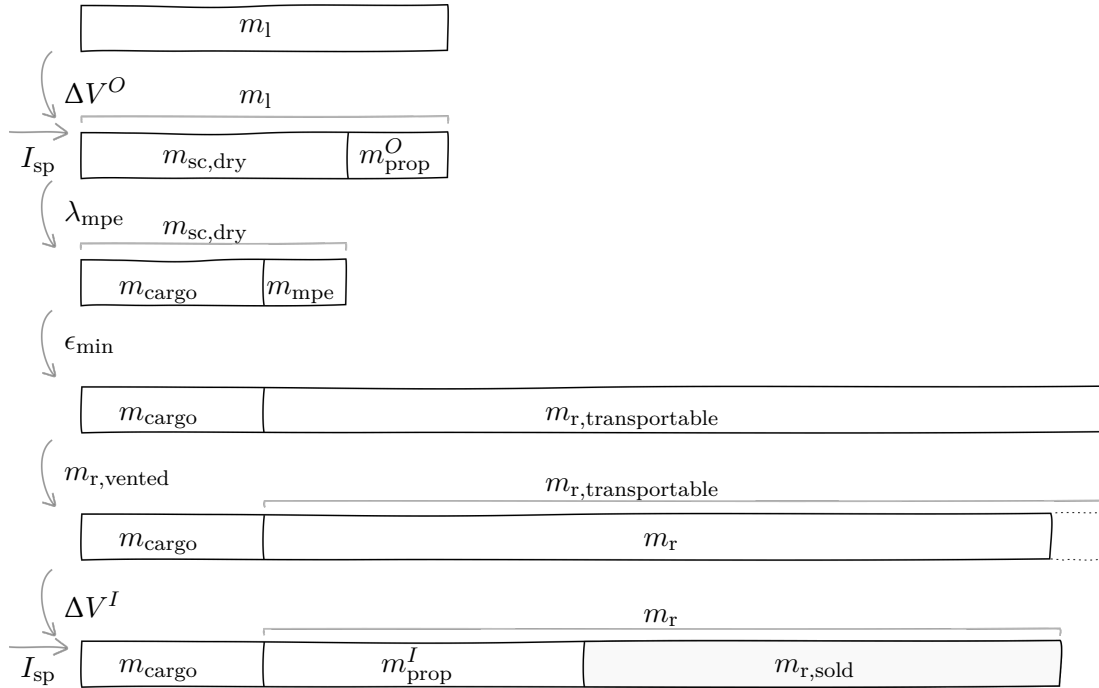 m_l
ΔV^O
m_l
I_sp
m_sc,dry m^O_prop
λ_mpe
m_sc,dry
m_cargo m_mpe
ϵ_min
m_cargo m_r,transportable
m_r,vented
m_r,transportable
m_cargo m_r
ΔV^I
m_r
I_sp
m_cargo m^I_prop m_r,sold